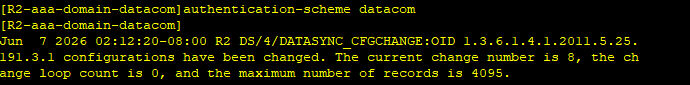 [R2-aaa-domain-datacom]authentication-scheme datacom
[R2-aaa-domain-datacom]
Jun  7 2026 02:12:20-08:00 R2 DS/4/DATASYNC_CFGCHANGE:OID 1.3.6.1.4.1.2011.5.25.
191.3.1 configurations have been changed. The current change number is 8, the ch
ange loop count is 0, and the maximum number of records is 4095.